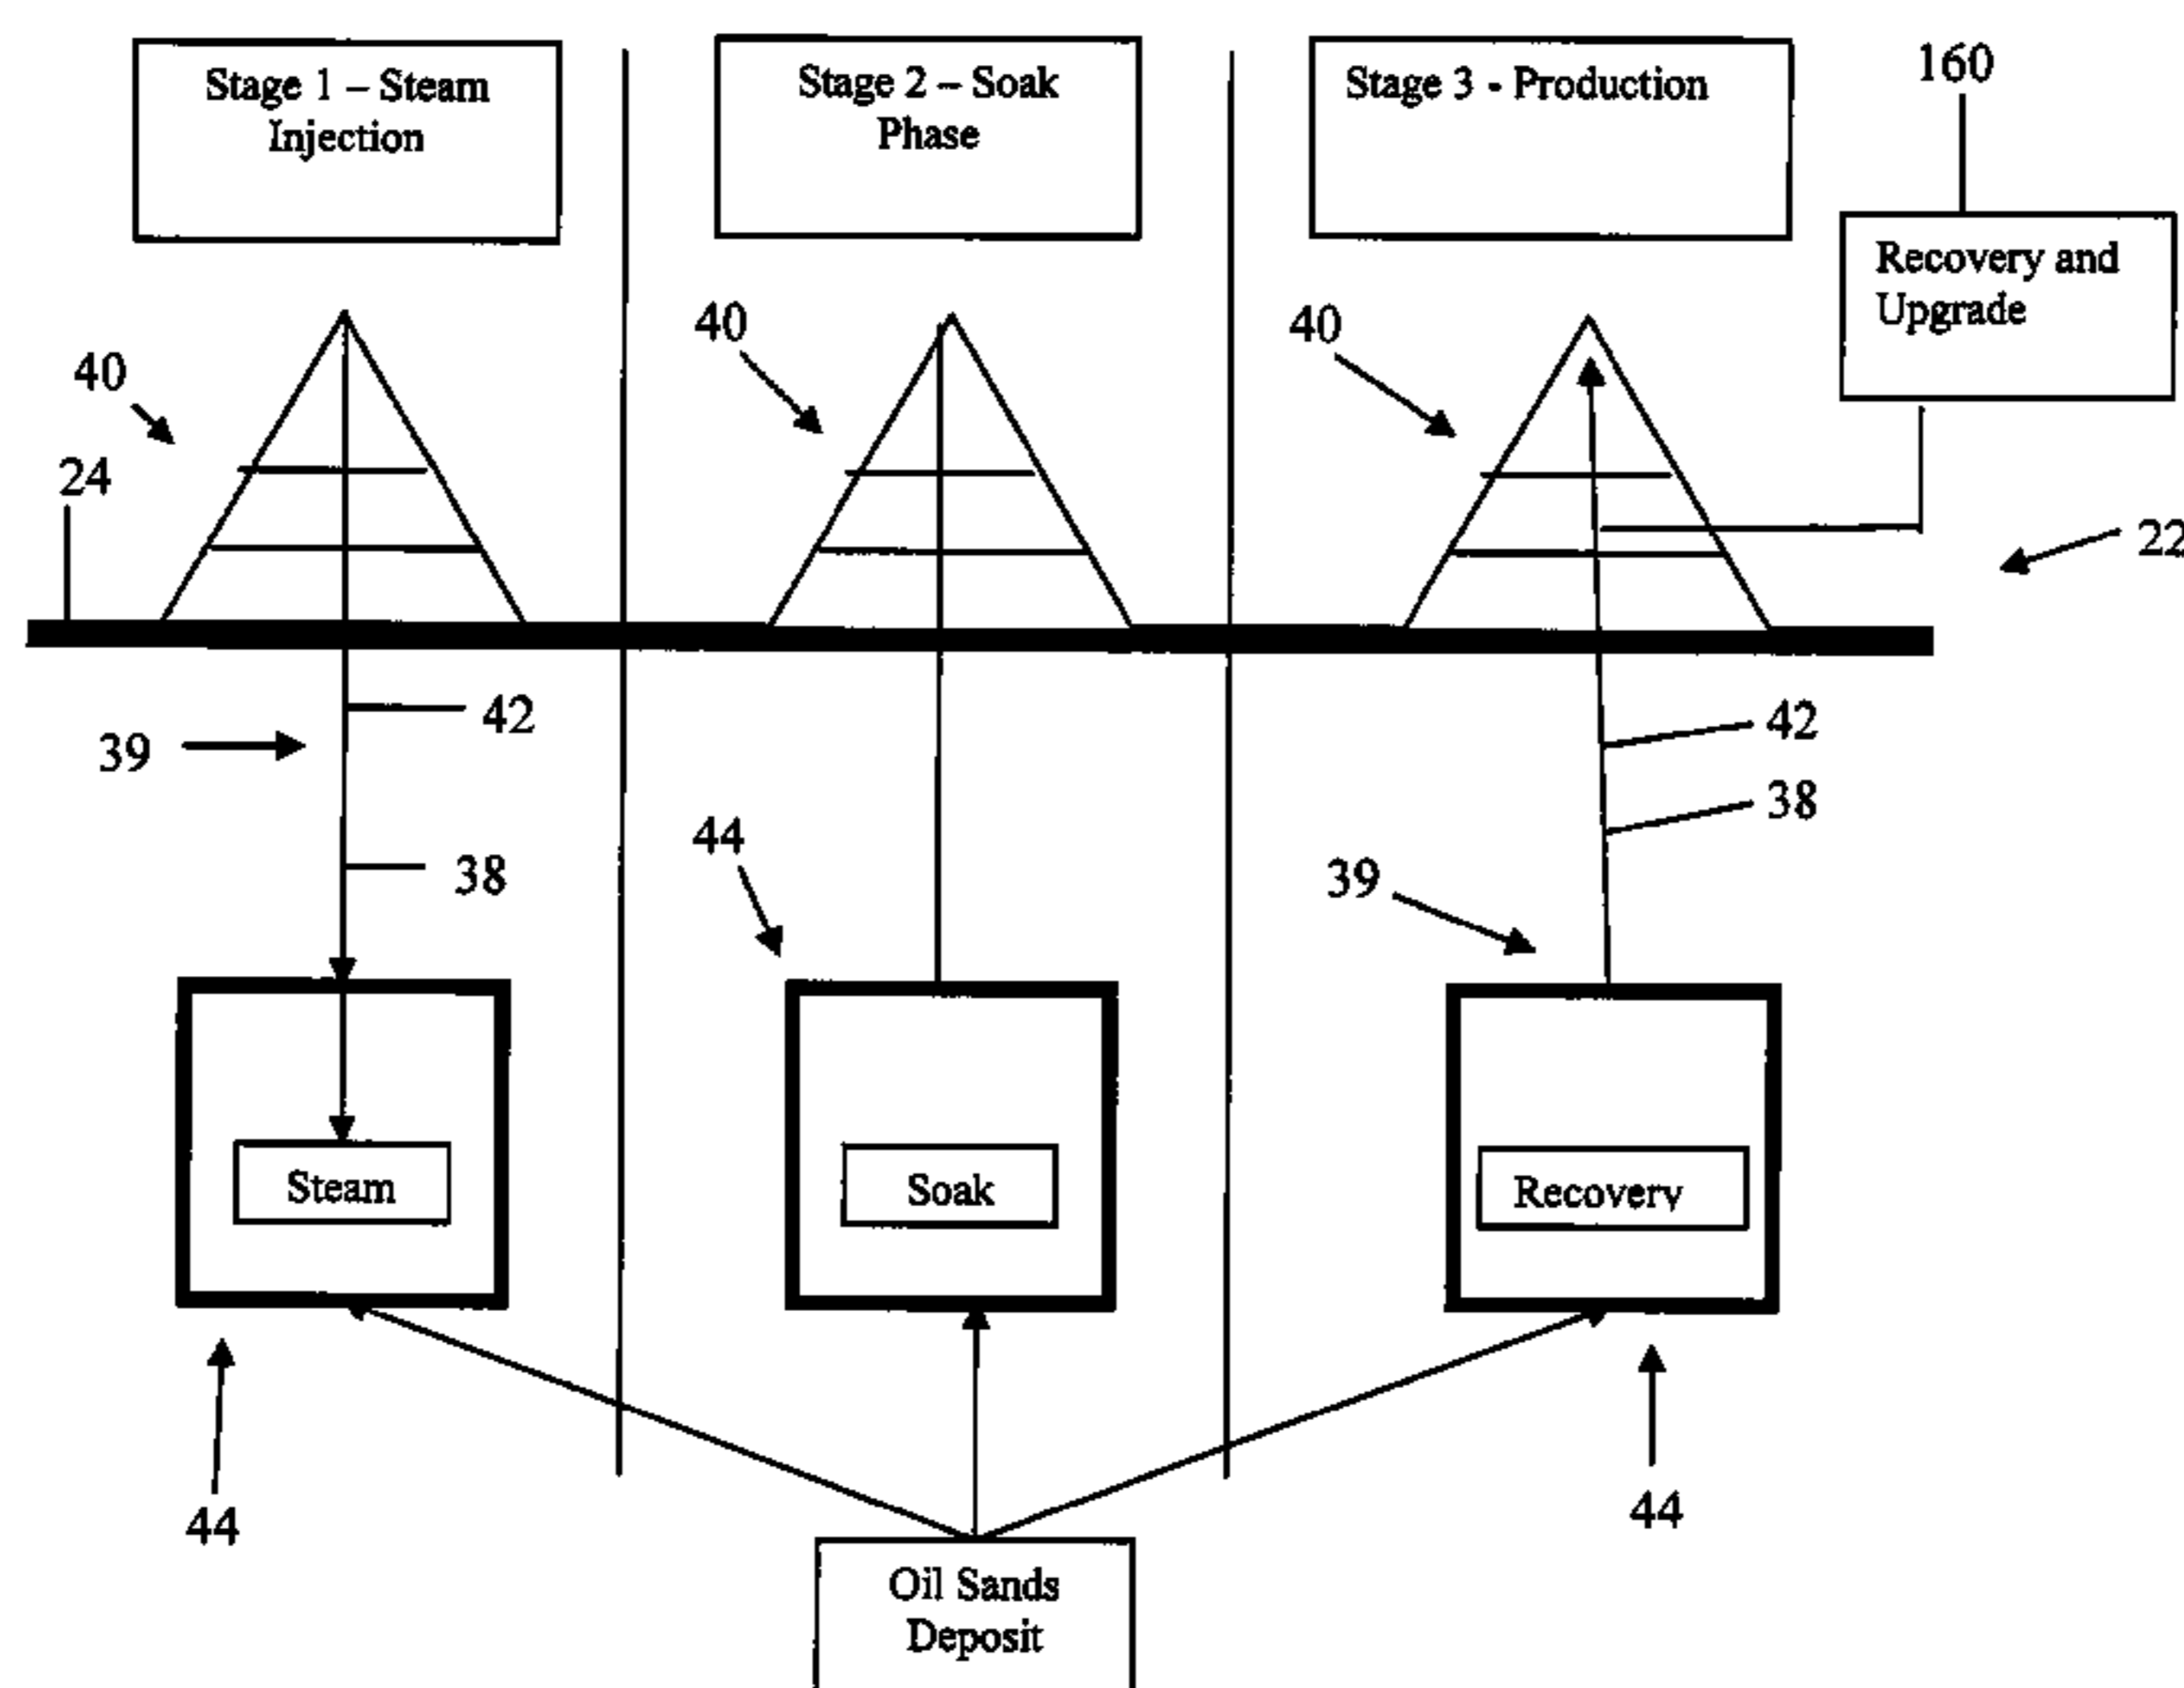 Stage 1 – Steam
Injection
Stage 2 – Soak
Phase
Stage 3 - Production
160
Recovery and
Upgrade
40
40
40
24
22
42
39
42
38
44
38
39
Steam
Soak
Recovery
44
44
Oil Sands
Deposit